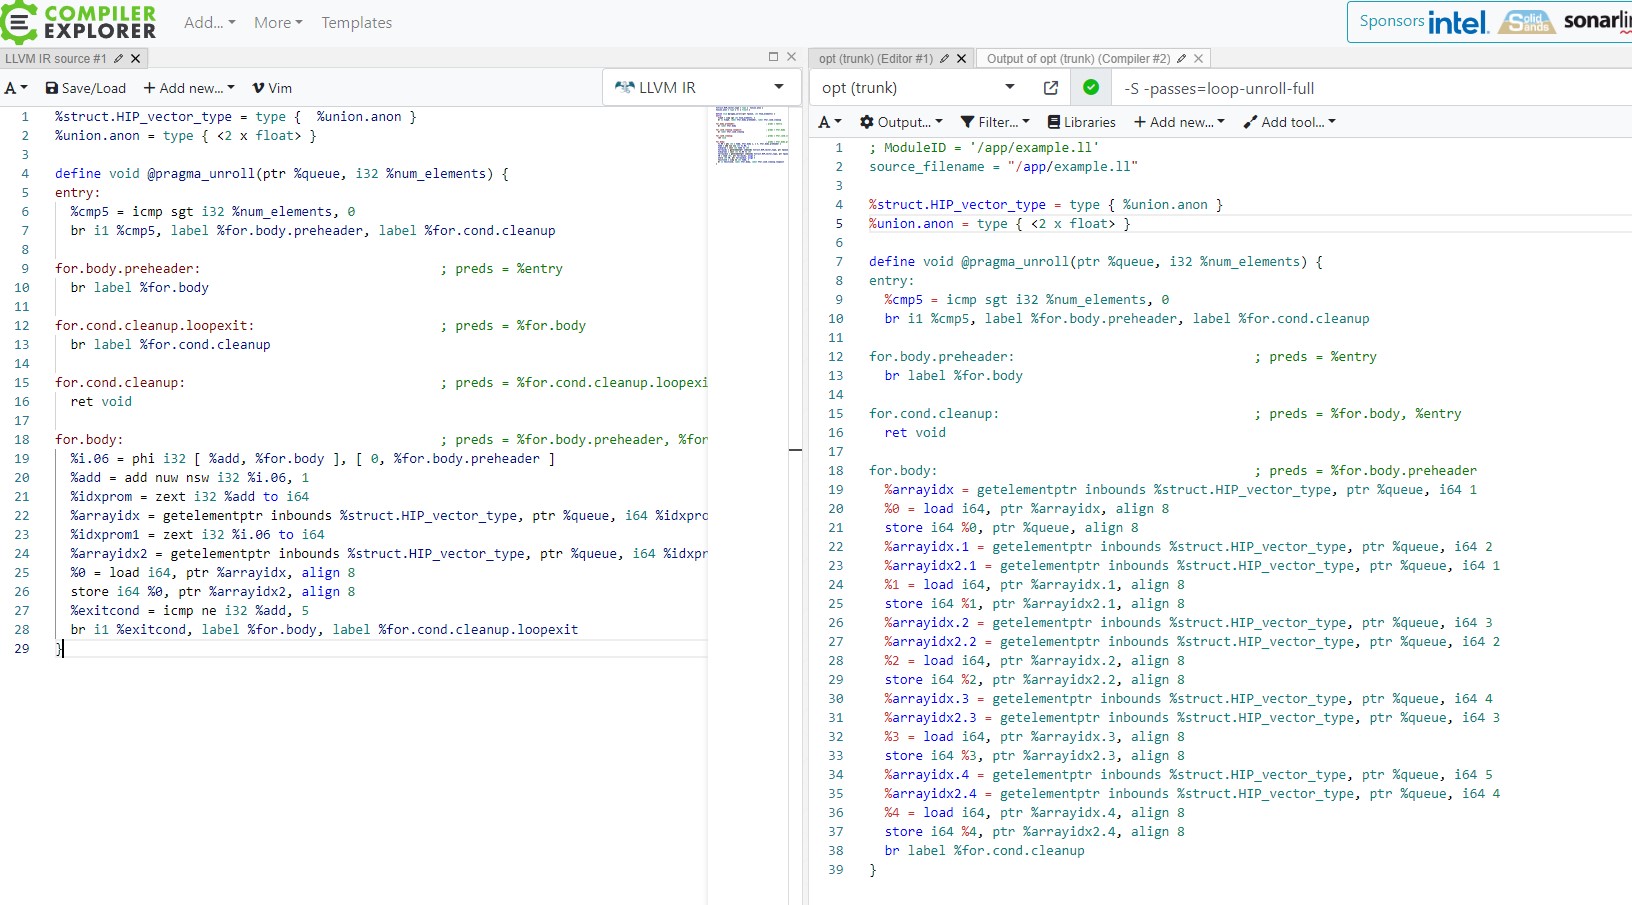 COMPILER
EXPLORER
Add... More Templates
Sponsors intel. Solid Sands sonarlin
LLVM IR source #1
A Save/Load + Add new... Vim LLVM IR
1 %struct.HIP_vector_type = type {  %union.anon }
2 %union.anon = type { <2 x float> }
3
4 define void @pragma_unroll(ptr %queue, i32 %num_elements) {
5 entry:
6   %cmp5 = icmp sgt i32 %num_elements, 0
7   br i1 %cmp5, label %for.body.preheader, label %for.cond.cleanup
8
9 for.body.preheader:                               ; preds = %entry
10   br label %for.body
11
12 for.cond.cleanup.loopexit:                        ; preds = %for.body
13   br label %for.cond.cleanup
14
15 for.cond.cleanup:                                 ; preds = %for.cond.cleanup.loopexi
16   ret void
17
18 for.body:                                         ; preds = %for.body.preheader, %for
19   %i.06 = phi i32 [ %add, %for.body ], [ 0, %for.body.preheader ]
20   %add = add nuw nsw i32 %i.06, 1
21   %idxprom = zext i32 %add to i64
22   %arrayidx = getelementptr inbounds %struct.HIP_vector_type, ptr %queue, i64 %idxpro
23   %idxprom1 = zext i32 %i.06 to i64
24   %arrayidx2 = getelementptr inbounds %struct.HIP_vector_type, ptr %queue, i64 %idxpr
25   %0 = load i64, ptr %arrayidx, align 8
26   store i64 %0, ptr %arrayidx2, align 8
27   %exitcond = icmp ne i32 %add, 5
28   br i1 %exitcond, label %for.body, label %for.cond.cleanup.loopexit
29 }
opt (trunk) (Editor #1) Output of opt (trunk) (Compiler #2)
opt (trunk) -S -passes=loop-unroll-full
A Output... Filter... Libraries + Add new... Add tool...
1 ; ModuleID = '/app/example.ll'
2 source_filename = "/app/example.ll"
3
4 %struct.HIP_vector_type = type { %union.anon }
5 %union.anon = type { <2 x float> }
6
7 define void @pragma_unroll(ptr %queue, i32 %num_elements) {
8 entry:
9   %cmp5 = icmp sgt i32 %num_elements, 0
10   br i1 %cmp5, label %for.body.preheader, label %for.cond.cleanup
11
12 for.body.preheader:                               ; preds = %entry
13   br label %for.body
14
15 for.cond.cleanup:                                 ; preds = %for.body, %entry
16   ret void
17
18 for.body:                                         ; preds = %for.body.preheader
19   %arrayidx = getelementptr inbounds %struct.HIP_vector_type, ptr %queue, i64 1
20   %0 = load i64, ptr %arrayidx, align 8
21   store i64 %0, ptr %queue, align 8
22   %arrayidx.1 = getelementptr inbounds %struct.HIP_vector_type, ptr %queue, i64 2
23   %arrayidx2.1 = getelementptr inbounds %struct.HIP_vector_type, ptr %queue, i64 1
24   %1 = load i64, ptr %arrayidx.1, align 8
25   store i64 %1, ptr %arrayidx2.1, align 8
26   %arrayidx.2 = getelementptr inbounds %struct.HIP_vector_type, ptr %queue, i64 3
27   %arrayidx2.2 = getelementptr inbounds %struct.HIP_vector_type, ptr %queue, i64 2
28   %2 = load i64, ptr %arrayidx.2, align 8
29   store i64 %2, ptr %arrayidx2.2, align 8
30   %arrayidx.3 = getelementptr inbounds %struct.HIP_vector_type, ptr %queue, i64 4
31   %arrayidx2.3 = getelementptr inbounds %struct.HIP_vector_type, ptr %queue, i64 3
32   %3 = load i64, ptr %arrayidx.3, align 8
33   store i64 %3, ptr %arrayidx2.3, align 8
34   %arrayidx.4 = getelementptr inbounds %struct.HIP_vector_type, ptr %queue, i64 5
35   %arrayidx2.4 = getelementptr inbounds %struct.HIP_vector_type, ptr %queue, i64 4
36   %4 = load i64, ptr %arrayidx.4, align 8
37   store i64 %4, ptr %arrayidx2.4, align 8
38   br label %for.cond.cleanup
39 }